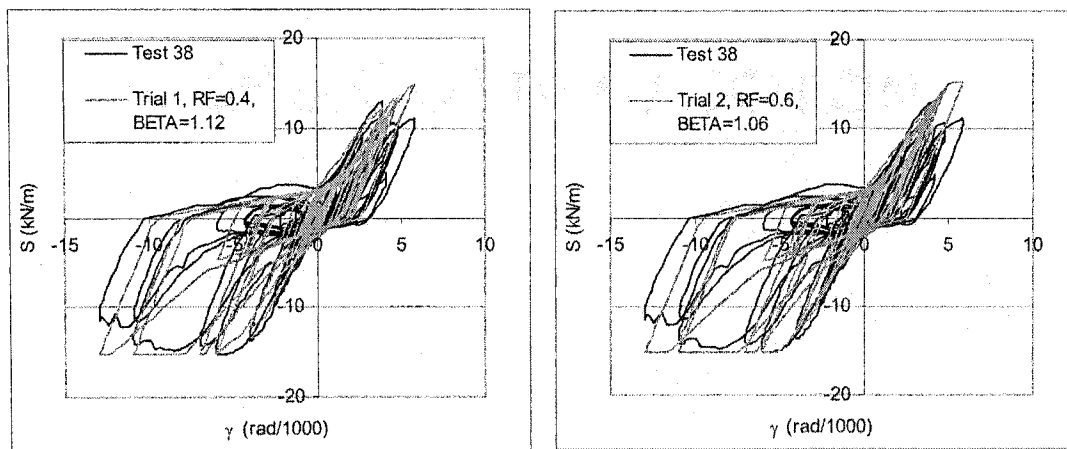 20
Test 38
Trial 1, RF=0.4,
BETA=1.12
10
S (kN/m)
-15
-10
-5
0
5
10
-10
-20
γ (rad/1000)
20
Test 38
Trial 2, RF=0.6,
BETA=1.06
10
S (kN/m)
-15
-10
-5
0
5
10
-10
-20
γ (rad/1000)